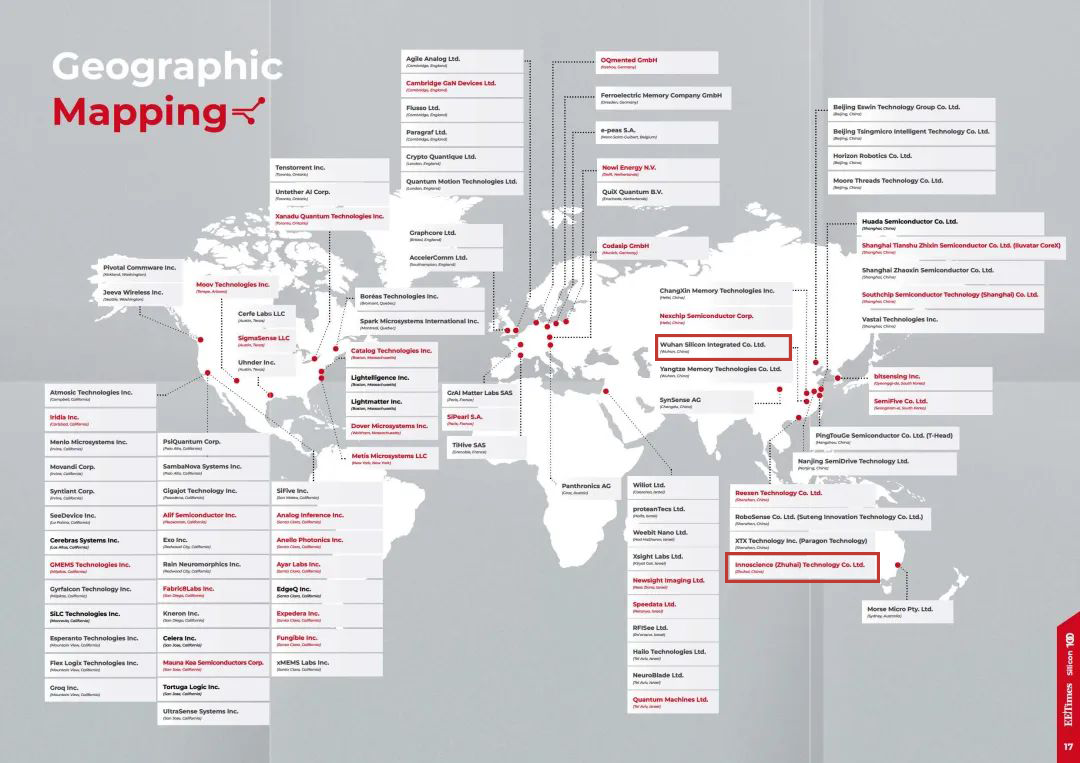 Geographic
Mapping
Agile Analog Ltd.
(Cambridge, England)
Cambridge GaN Devices Ltd.
(Cambridge, England)
Flusso Ltd.
(Cambridge, England)
Paragraf Ltd.
(Cambridge, England)
Crypto Quantique Ltd.
(London, England)
Quantum Motion Technologies Ltd.
(London, England)
OQmented GmbH
(Itzehoe, Germany)
Ferroelectric Memory Company GmbH
(Dresden, Germany)
e-peas S.A.
(Mont-Saint-Guibert, Belgium)
Nowi Energy N.V.
(Delft, Netherlands)
QuiX Quantum B.V.
(Enschede, Netherlands)
Codasip GmbH
(Munich, Germany)
Beijing Eswin Technology Group Co. Ltd.
(Beijing, China)
Beijing Tsingmicro Intelligent Technology Co. Ltd.
(Beijing, China)
Horizon Robotics Co. Ltd.
(Beijing, China)
Moore Threads Technology Co. Ltd.
(Beijing, China)
Tenstorrent Inc.
(Toronto, Ontario)
Untether AI Corp.
(Toronto, Ontario)
Xanadu Quantum Technologies Inc.
(Toronto, Ontario)
Graphcore Ltd.
(Bristol, England)
AccelerComm Ltd.
(Southampton, England)
Huada Semiconductor Co. Ltd.
(Shanghai, China)
Shanghai Tianshu Zhixin Semiconductor Co. Ltd. (Iluvatar CoreX)
(Shanghai, China)
Shanghai Zhaoxin Semiconductor Co. Ltd.
(Shanghai, China)
Southchip Semiconductor Technology (Shanghai) Co. Ltd.
(Shanghai, China)
Vastai Technologies Inc.
(Shanghai, China)
Pivotal Commware Inc.
(Kirkland, Washington)
Jeeva Wireless Inc.
(Seattle, Washington)
Moov Technologies Inc.
(Tempe, Arizona)
Cerfe Labs LLC
(Austin, Texas)
SigmaSense LLC
(Austin, Texas)
Uhnder Inc.
(Austin, Texas)
Boréas Technologies Inc.
(Bromont, Quebec)
Spark Microsystems International Inc.
(Montreal, Quebec)
Catalog Technologies Inc.
(Boston, Massachusetts)
Lightelligence Inc.
(Boston, Massachusetts)
Lightmatter Inc.
(Boston, Massachusetts)
Dover Microsystems Inc.
(Waltham, Massachusetts)
Metis Microsystems LLC
(New York, New York)
GrAI Matter Labs SAS
(Paris, France)
SiPearl S.A.
(Paris, France)
TiHive SAS
(Grenoble, France)
Panthronics AG
(Graz, Austria)
ChangXin Memory Technologies Inc.
(Hefei, China)
Nexchip Semiconductor Corp.
(Hefei, China)
Wuhan Silicon Integrated Co. Ltd.
(Wuhan, China)
Yangtze Memory Technologies Co. Ltd.
(Wuhan, China)
SynSense AG
(Chengdu, China)
bitsensing Inc.
(Gyeonggi-do, South Korea)
SemiFive Co. Ltd.
(Seongnam-si, South Korea)
PingTouGe Semiconductor Co. Ltd. (T-Head)
(Hangzhou, China)
Nanjing SemiDrive Technology Ltd.
(Nanjing, China)
Reexen Technology Co. Ltd.
(Shenzhen, China)
RoboSense Co. Ltd. (Suteng Innovation Technology Co. Ltd.)
(Shenzhen, China)
XTX Technology Inc. (Paragon Technology)
(Shenzhen, China)
Innoscience (Zhuhai) Technology Co. Ltd.
(Zhuhai, China)
Morse Micro Pty. Ltd.
(Sydney, Australia)
Wiliot Ltd.
(Caesarea, Israel)
proteanTecs Ltd.
(Haifa, Israel)
Weebit Nano Ltd.
(Hod HaSharon, Israel)
Xsight Labs Ltd.
(Kiryat Gat, Israel)
Newsight Imaging Ltd.
(Ness Ziona, Israel)
Speedata Ltd.
(Netanya, Israel)
RFISee Ltd.
(Ra'anana, Israel)
Hailo Technologies Ltd.
(Tel Aviv, Israel)
NeuroBlade Ltd.
(Tel Aviv, Israel)
Quantum Machines Ltd.
(Tel Aviv, Israel)
Atmosic Technologies Inc.
(Campbell, California)
Iridia Inc.
(Carlsbad, California)
Menlo Microsystems Inc.
(Irvine, California)
Movandi Corp.
(Irvine, California)
Syntiant Corp.
(Irvine, California)
SeeDevice Inc.
(La Palma, California)
Cerebras Systems Inc.
(Los Altos, California)
GMEMS Technologies Inc.
(Milpitas, California)
Gyrfalcon Technology Inc.
(Milpitas, California)
SiLC Technologies Inc.
(Monrovia, California)
Esperanto Technologies Inc.
(Mountain View, California)
Flex Logix Technologies Inc.
(Mountain View, California)
Groq Inc.
(Mountain View, California)
PsiQuantum Corp.
(Palo Alto, California)
SambaNova Systems Inc.
(Palo Alto, California)
Gigajot Technology Inc.
(Pasadena, California)
Alif Semiconductor Inc.
(Pleasanton, California)
Exo Inc.
(Redwood City, California)
Rain Neuromorphics Inc.
(Redwood City, California)
Fabric8Labs Inc.
(San Diego, California)
Kneron Inc.
(San Diego, California)
Celera Inc.
(San Jose, California)
Mauna Kea Semiconductors Corp.
(San Jose, California)
Tortuga Logic Inc.
(San Jose, California)
UltraSense Systems Inc.
(San Jose, California)
SiFive Inc.
(San Mateo, California)
Analog Inference Inc.
(Santa Clara, California)
Anello Photonics Inc.
(Santa Clara, California)
Ayar Labs Inc.
(Santa Clara, California)
EdgeQ Inc.
(Santa Clara, California)
Expedera Inc.
(Santa Clara, California)
Fungible Inc.
(Santa Clara, California)
xMEMS Labs Inc.
(Santa Clara, California)
EETimes Silicon 100
17